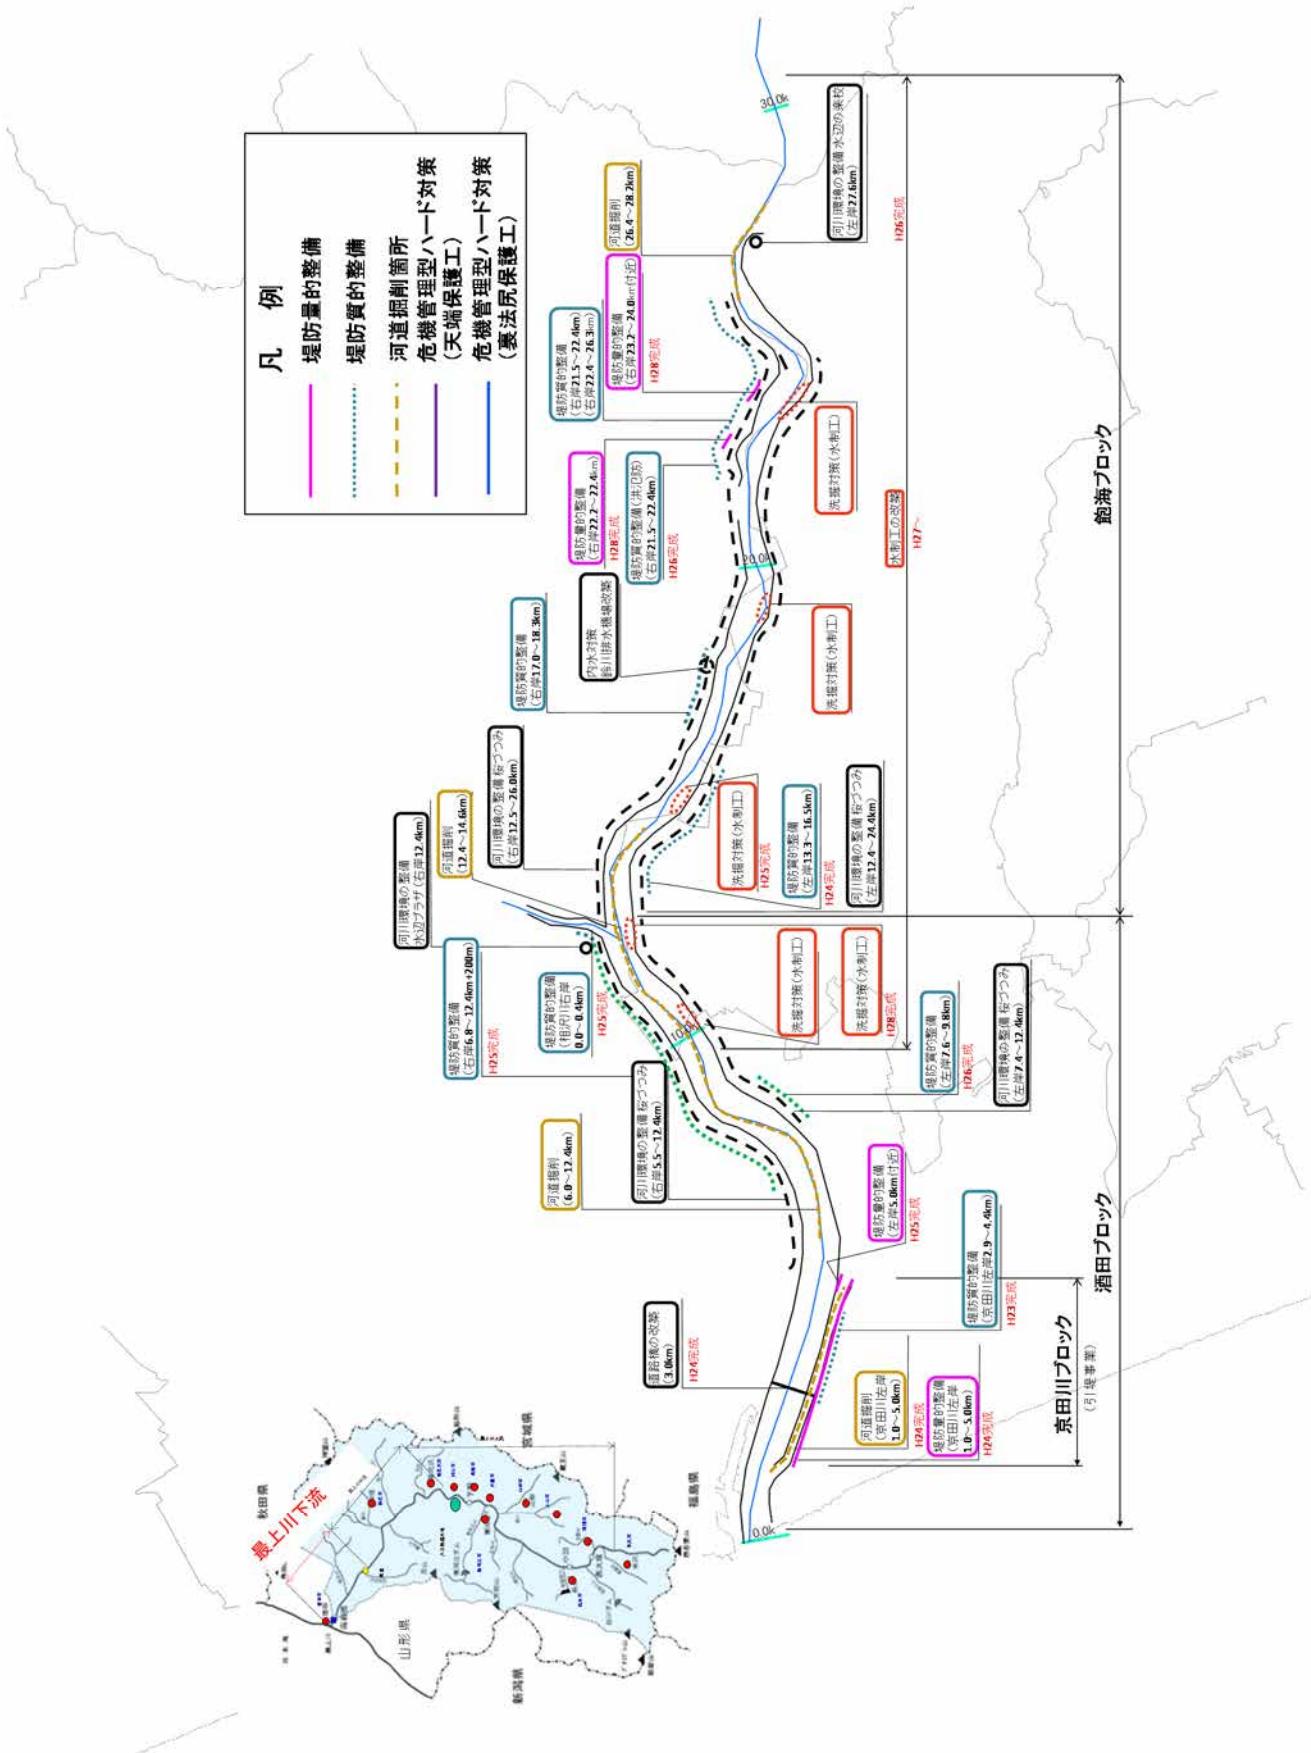 凡　例
堤防量的整備
堤防質的整備
河道掘削箇所
危機管理型ハード対策
(天端保護工)
危機管理型ハード対策
(裏法尻保護工)
最上川下流
秋田県
宮城県
山形県
福島県
新潟県
道路橋の改築
(3.0km)
H24完成
河道掘削
(6.0～12.4km)
河川環境の整備 桜づつみ
(右岸5.5～12.4km)
堤防質的整備
(右岸6.8～12.4km+200m)
H25完成
堤防質的整備
(相沢川右岸
0.0～0.4km)
H25完成
河川環境の整備
水辺プラザ(右岸12.4km)
河道掘削
(12.4～14.6km)
河川環境の整備 桜づつみ
(右岸12.5～26.0km)
堤防質的整備
(右岸17.0～18.3km)
内水対策
鈴川排水機場改築
堤防量的整備
(右岸22.2～22.4km)
H28完成
堤防質的整備(洪氾防)
(右岸21.5～22.4km)
H26完成
堤防質的整備
(右岸21.5～22.4km)
(右岸22.4～26.3km)
堤防量的整備
(右岸23.2～24.0km付近)
H28完成
河道掘削
(26.4～28.2km)
0.0k
10.0k
20.0k
30.0k
河道掘削
(京田川左岸
1.0～5.0km)
H24完成
堤防量的整備
(京田川左岸
1.0～5.0km)
H24完成
堤防質的整備
(京田川左岸2.9～4.4km)
H23完成
堤防量的整備
(左岸5.0km付近)
H25完成
堤防質的整備
(左岸7.6～9.8km)
H26完成
河川環境の整備 桜づつみ
(左岸7.4～12.4km)
洗掘対策(水制工)
洗掘対策(水制工)
H28完成
洗掘対策(水制工)
H25完成
堤防質的整備
(左岸13.3～16.5km)
H24完成
河川環境の整備 桜づつみ
(左岸12.4～24.4km)
洗掘対策(水制工)
洗掘対策(水制工)
水制工の改築
H27～
河川環境の整備 水辺の楽校
(左岸27.6km)
H26完成
京田川ブロック
(引堤事業)
酒田ブロック
飽海ブロック